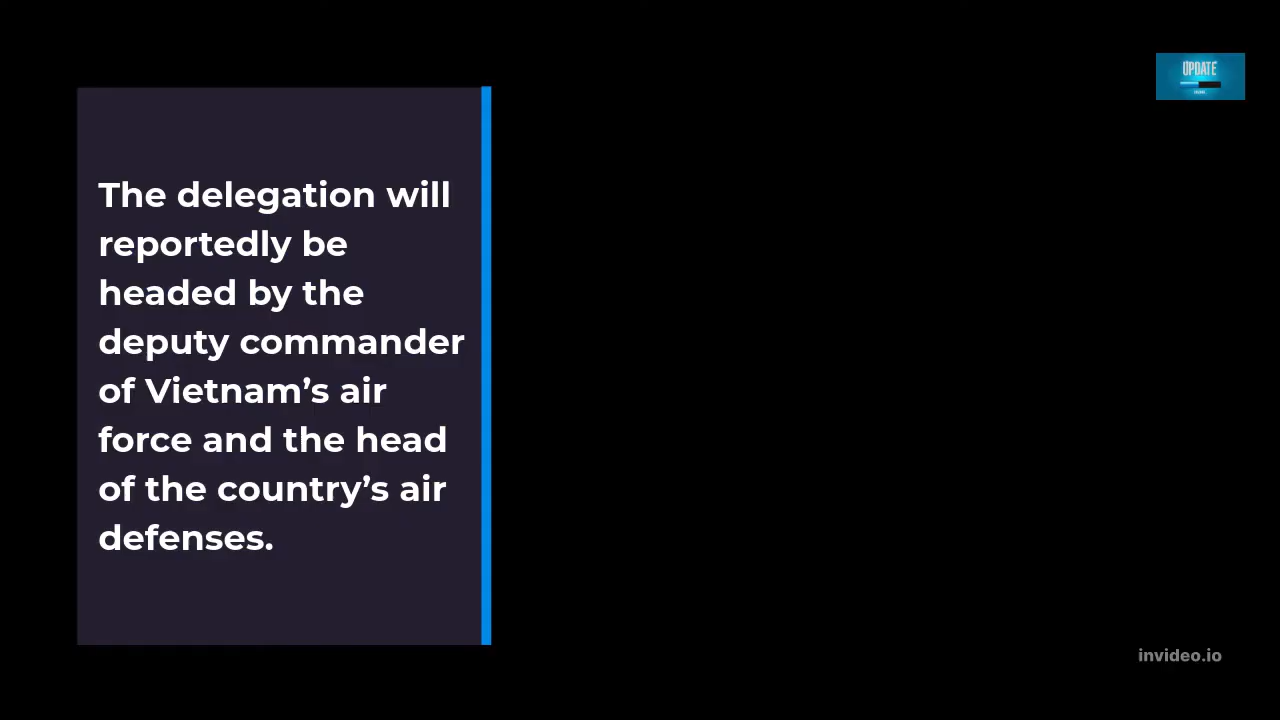 UPDATE
The delegation will
reportedly be
headed by the
deputy commander
of Vietnam’s air
force and the head
of the country’s air
defenses.
invideo.io